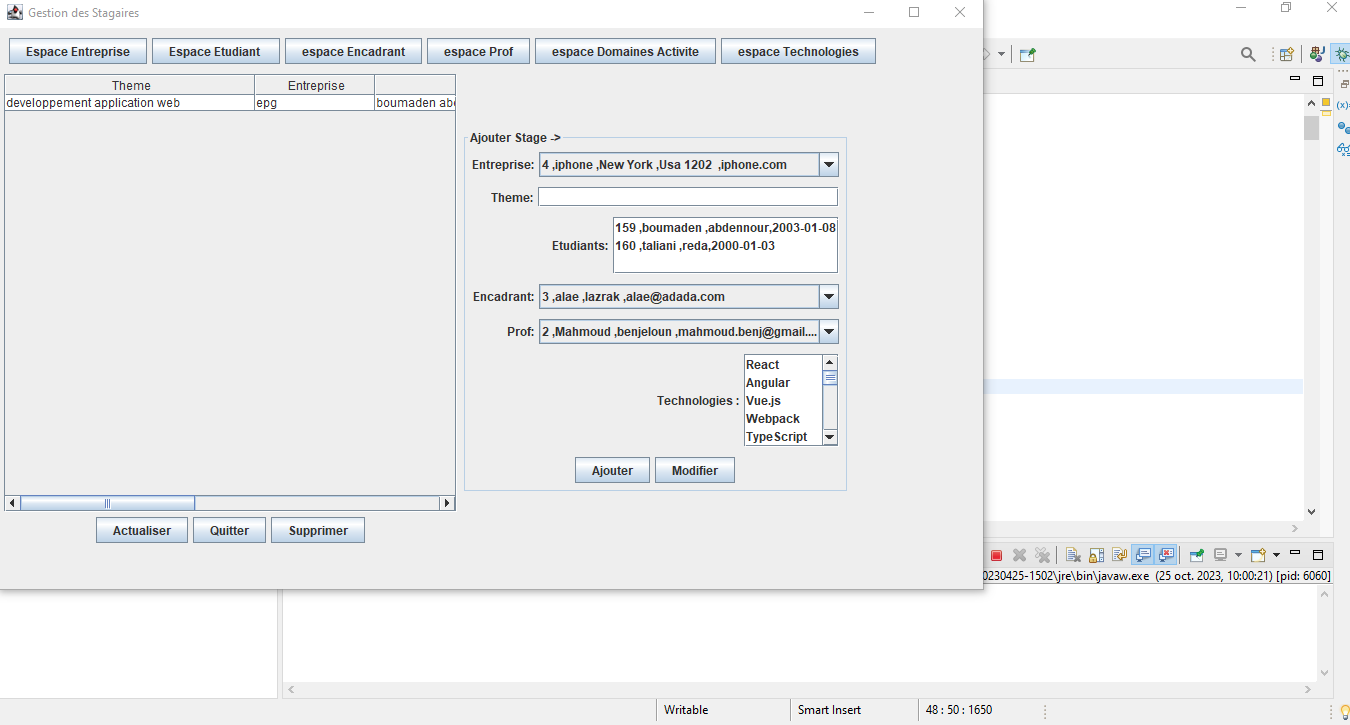 Gestion des Stagaires
Espace Entreprise Espace Etudiant espace Encadrant espace Prof espace Domaines Activite espace Technologies
Theme Entreprise
developpement application web epg boumaden abd
Ajouter Stage ->
Entreprise: 4 ,iphone ,New York ,Usa 1202 ,iphone.com
Theme:
Etudiants:
159 ,boumaden ,abdennour,2003-01-08
160 ,taliani ,reda,2000-01-03
Encadrant: 3 ,alae ,lazrak ,alae@adada.com
Prof: 2 ,Mahmoud ,benjeloun ,mahmoud.benj@gmail....
Technologies :
React
Angular
Vue.js
Webpack
TypeScript
Ajouter Modifier
Actualiser Quitter Supprimer
(x)=
0230425-1502\jre\bin\javaw.exe (25 oct. 2023, 10:00:21) [pid: 6060]
Writable Smart Insert 48 : 50 : 1650